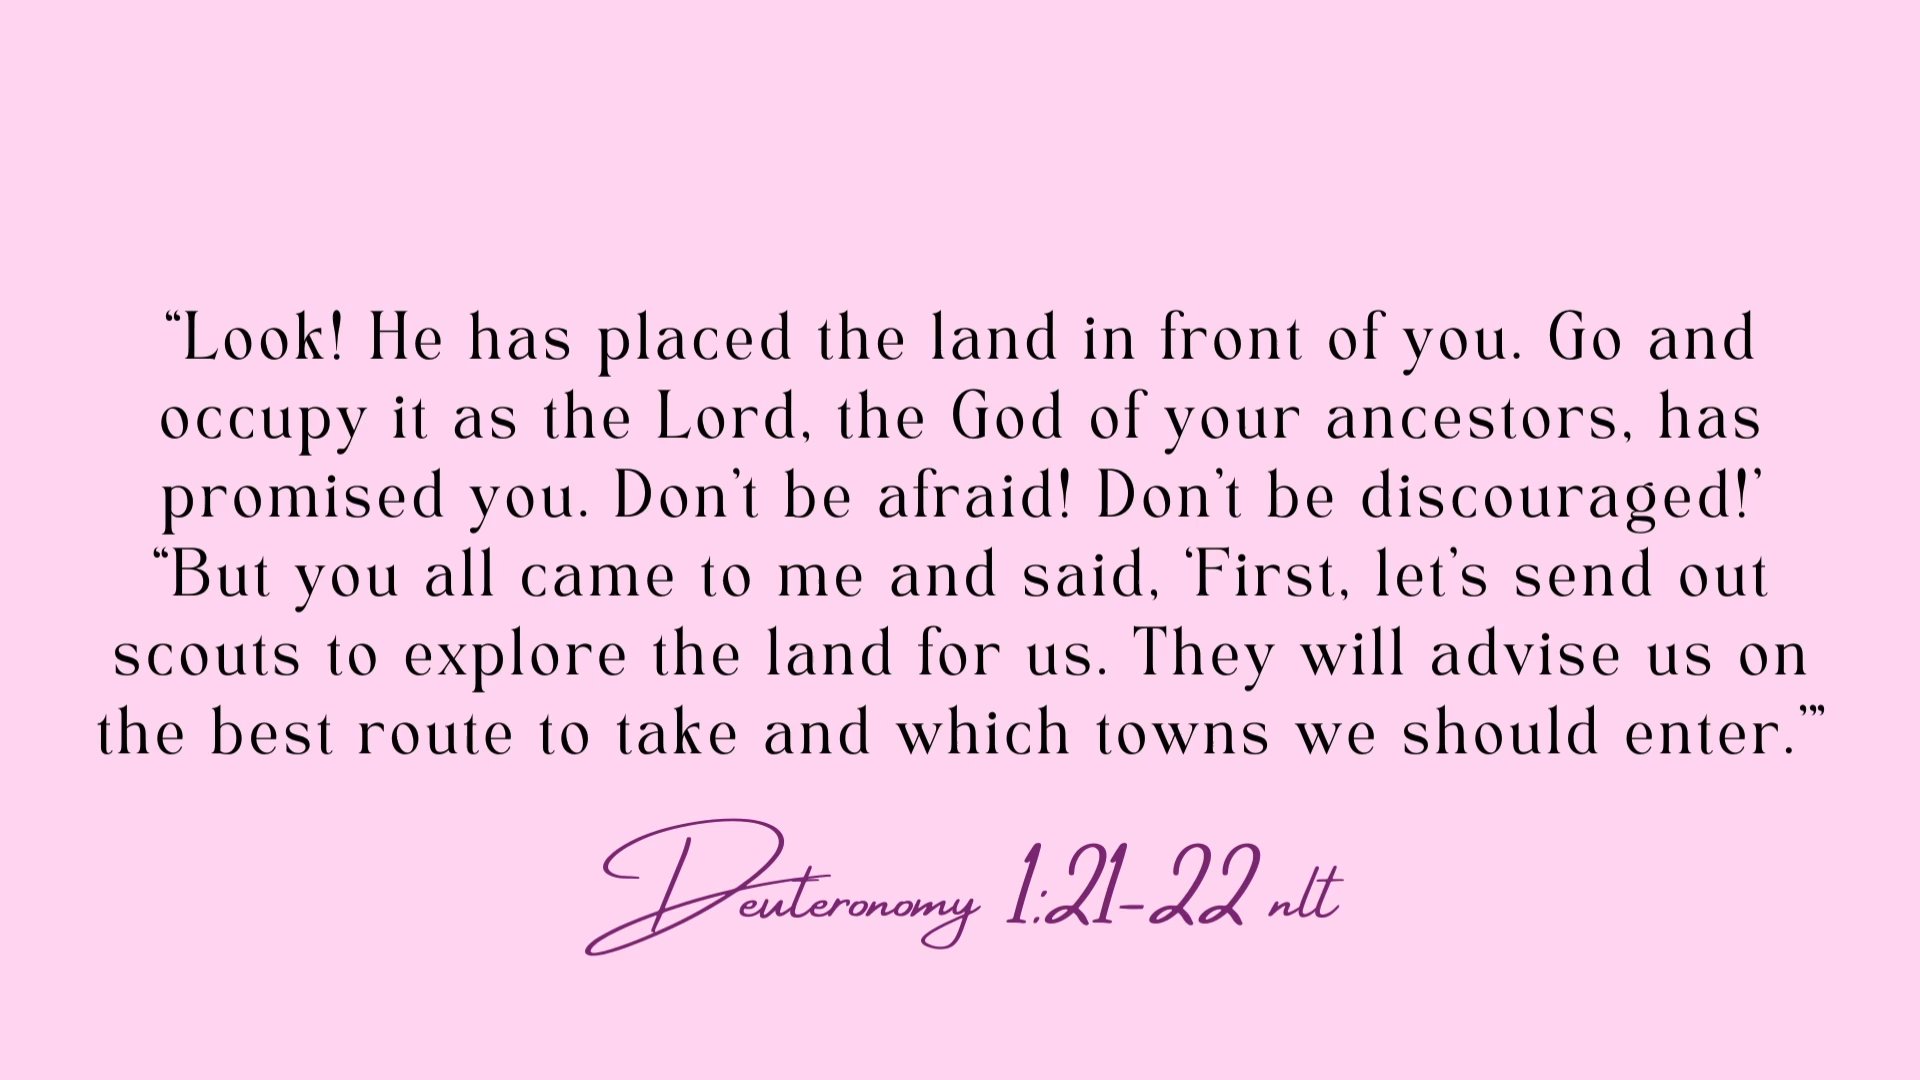 “Look! He has placed the land in front of you. Go and
occupy it as the Lord, the God of your ancestors, has
promised you. Don’t be afraid! Don’t be discouraged!’
“But you all came to me and said, ‘First, let’s send out
scouts to explore the land for us. They will advise us on
the best route to take and which towns we should enter.’”
Deuteronomy 1:21-22 nlt